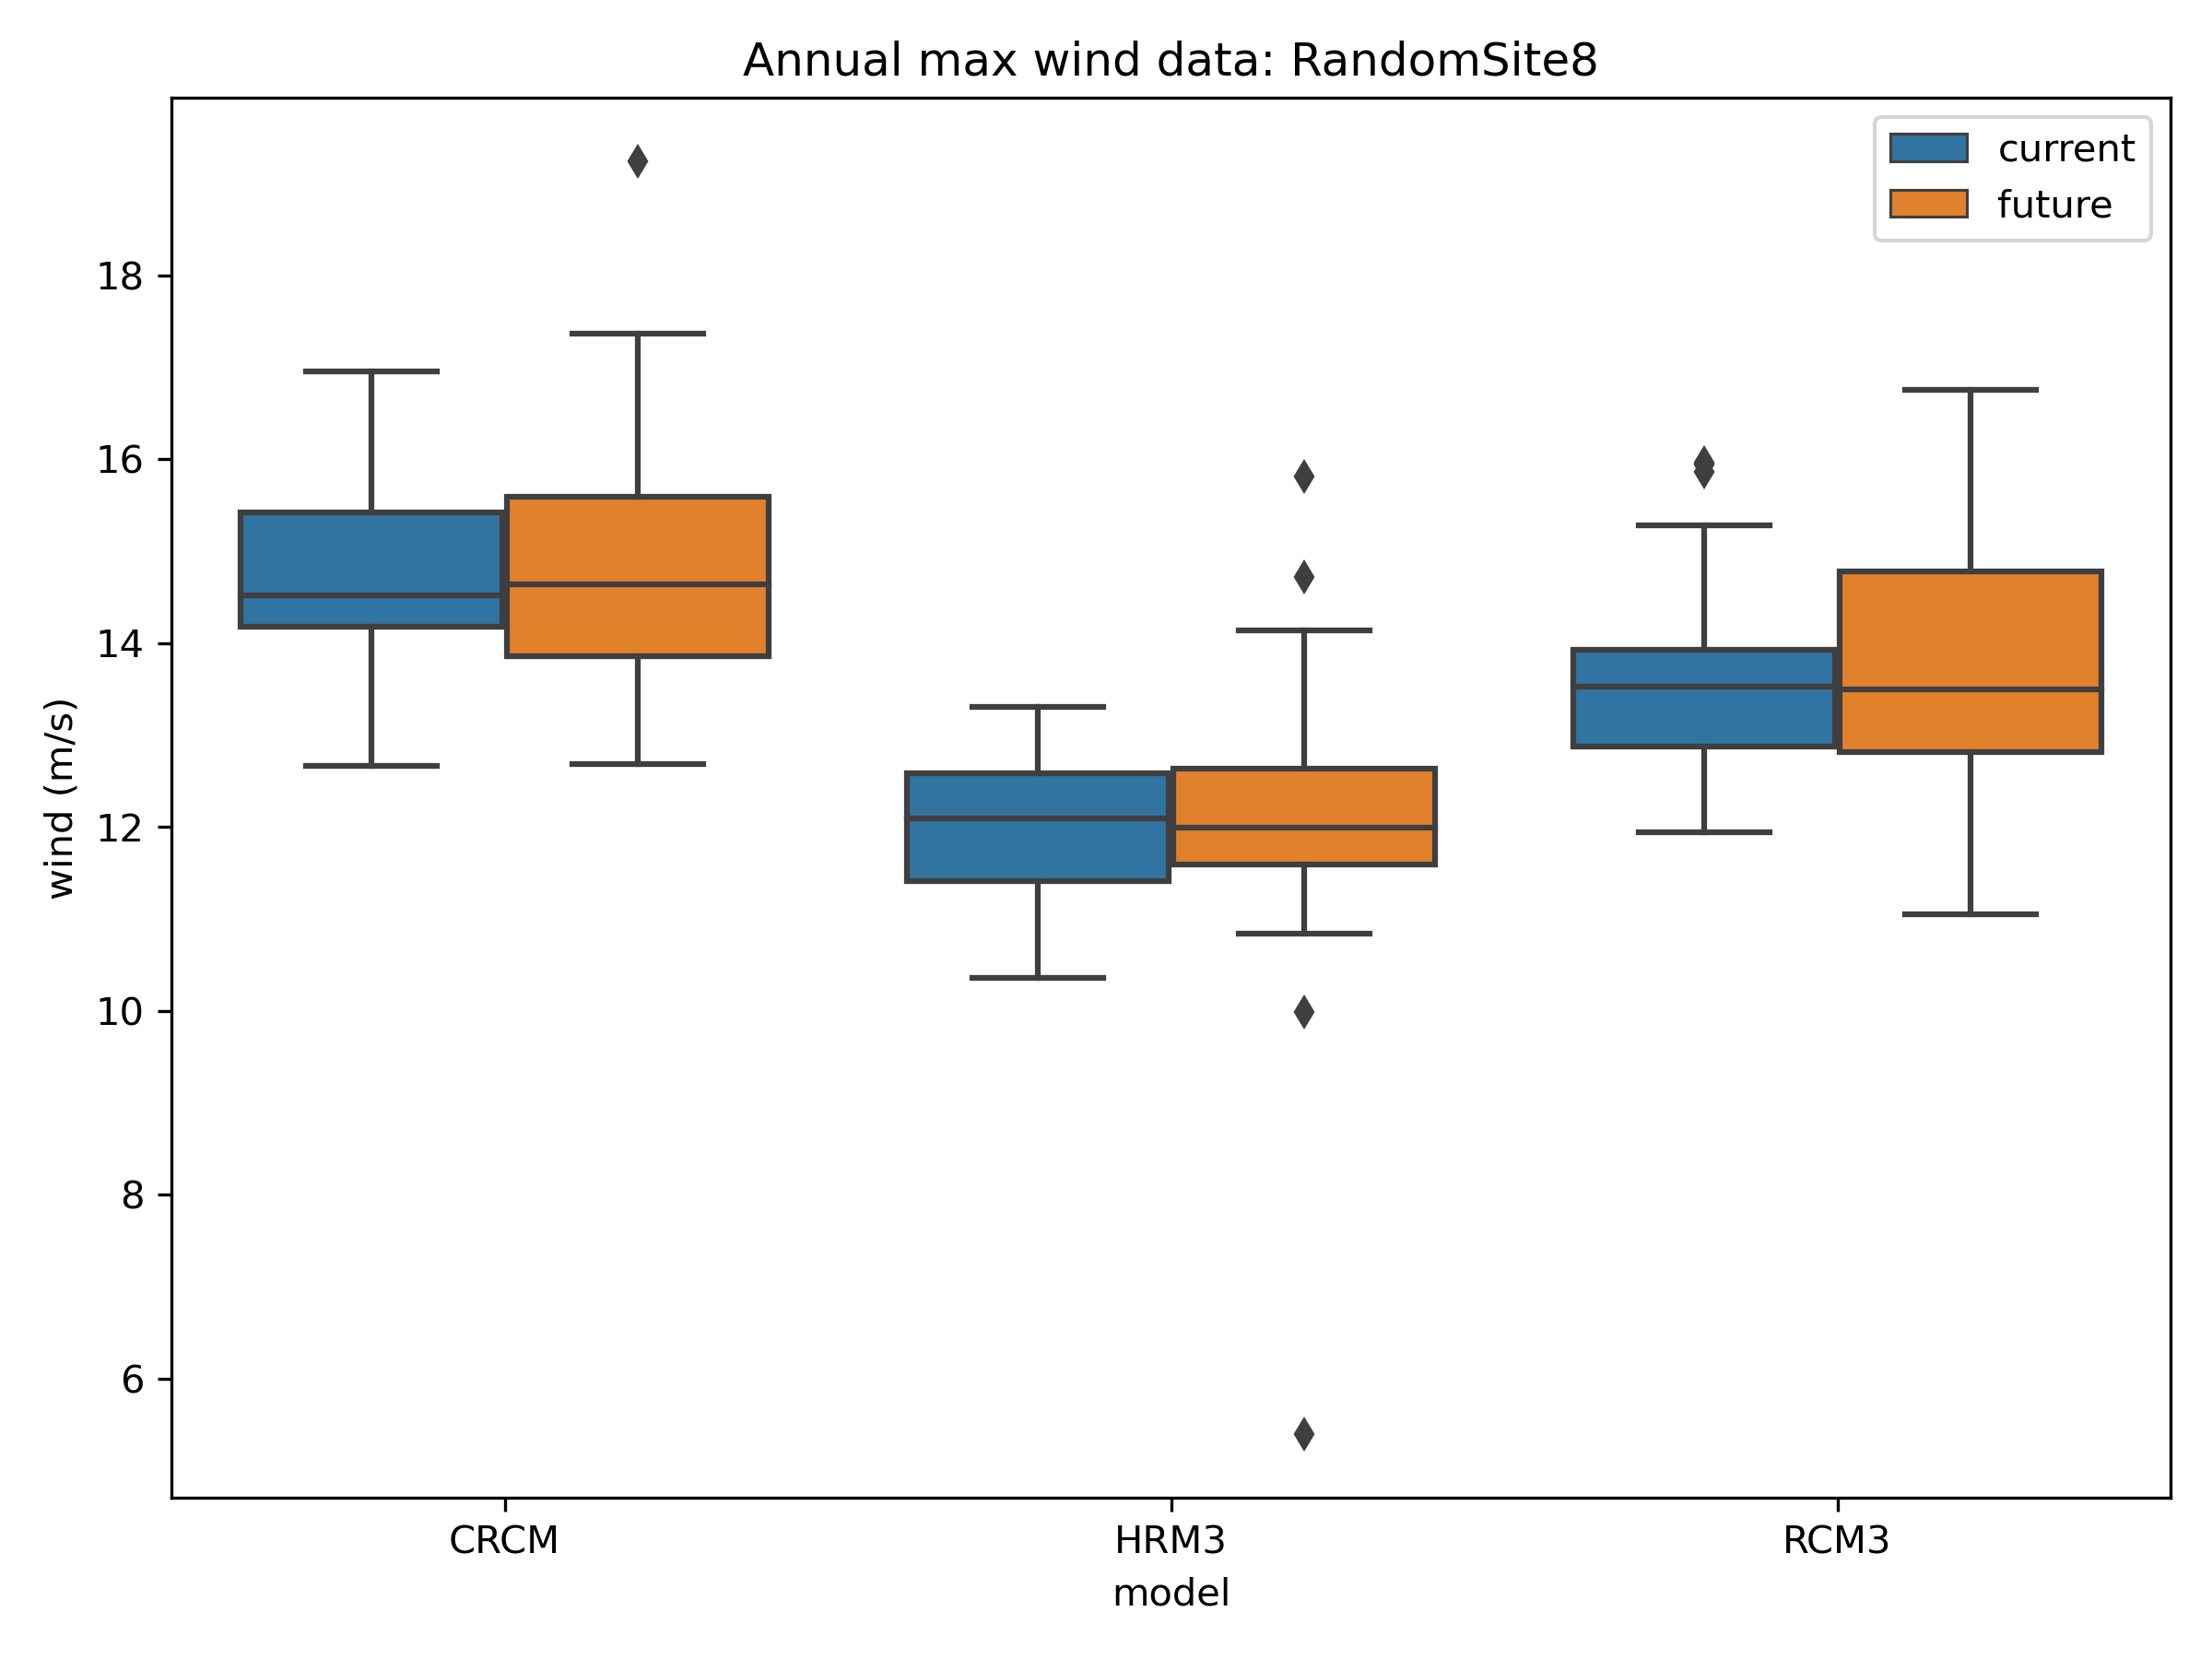 Annual max wind data: RandomSite8
current
future
18
16
14
12
10
8
6
wind (m/s)
CRCM HRM3 RCM3
model